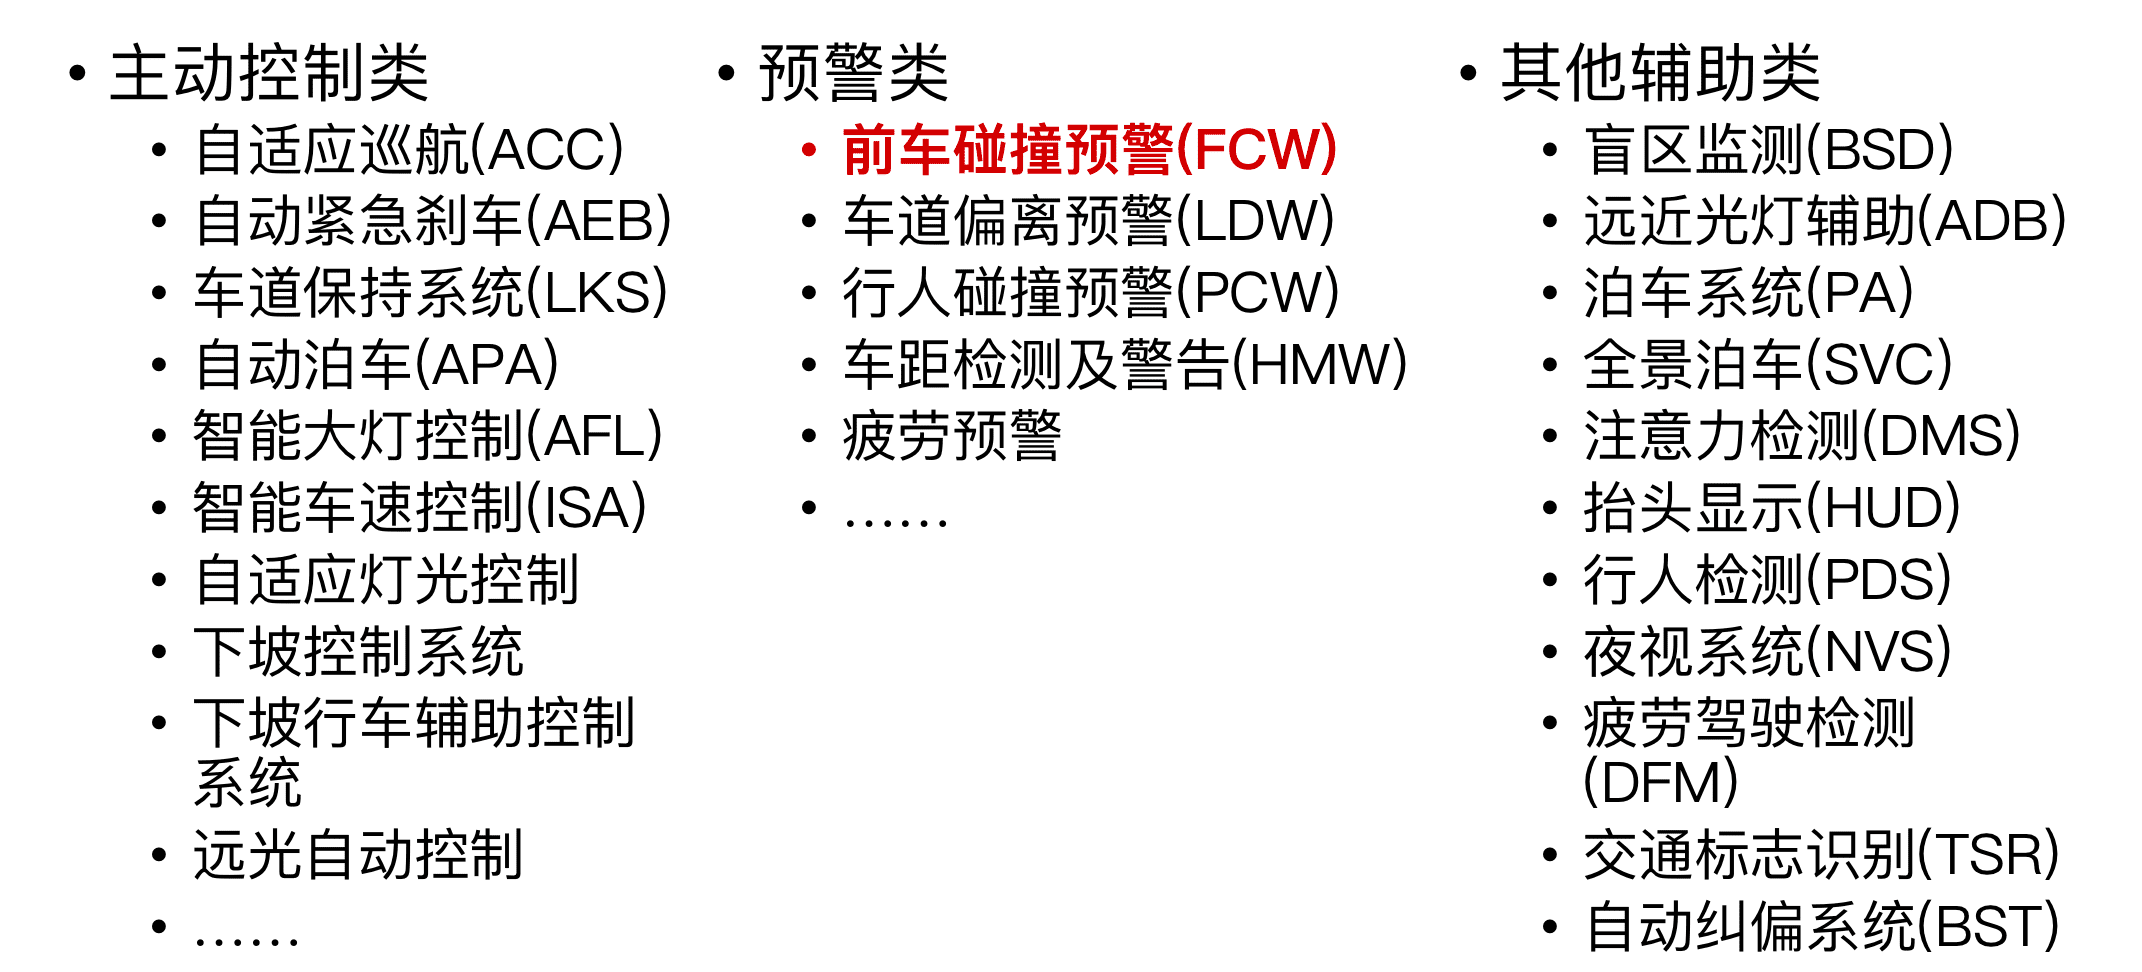 • 主动控制类
• 自适应巡航(ACC)
• 自动紧急刹车(AEB)
• 车道保持系统(LKS)
• 自动泊车(APA)
• 智能大灯控制(AFL)
• 智能车速控制(ISA)
• 自适应灯光控制
• 下坡控制系统
• 下坡行车辅助控制
系统
• 远光自动控制
• ……
• 预警类
• 前车碰撞预警(FCW)
• 车道偏离预警(LDW)
• 行人碰撞预警(PCW)
• 车距检测及警告(HMW)
• 疲劳预警
• ……
• 其他辅助类
• 盲区监测(BSD)
• 远近光灯辅助(ADB)
• 泊车系统(PA)
• 全景泊车(SVC)
• 注意力检测(DMS)
• 抬头显示(HUD)
• 行人检测(PDS)
• 夜视系统(NVS)
• 疲劳驾驶检测
(DFM)
• 交通标志识别(TSR)
• 自动纠偏系统(BST)